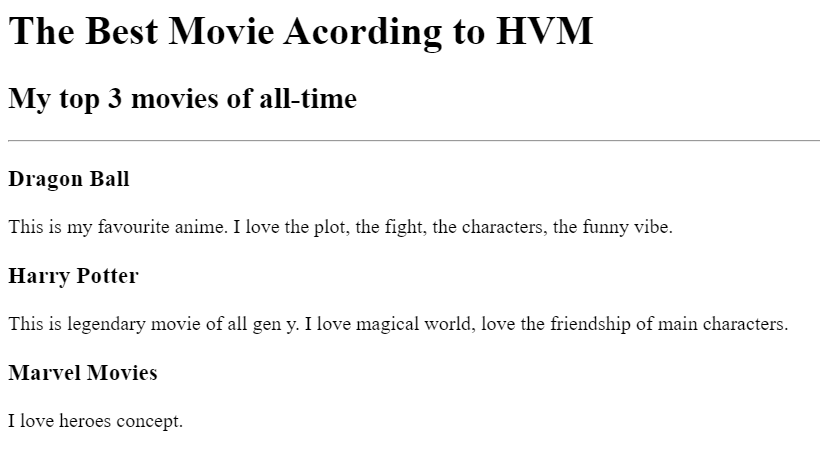 The Best Movie Acording to HVM
My top 3 movies of all-time
Dragon Ball
This is my favourite anime. I love the plot, the fight, the characters, the funny vibe.
Harry Potter
This is legendary movie of all gen y. I love magical world, love the friendship of main characters.
Marvel Movies
I love heroes concept.